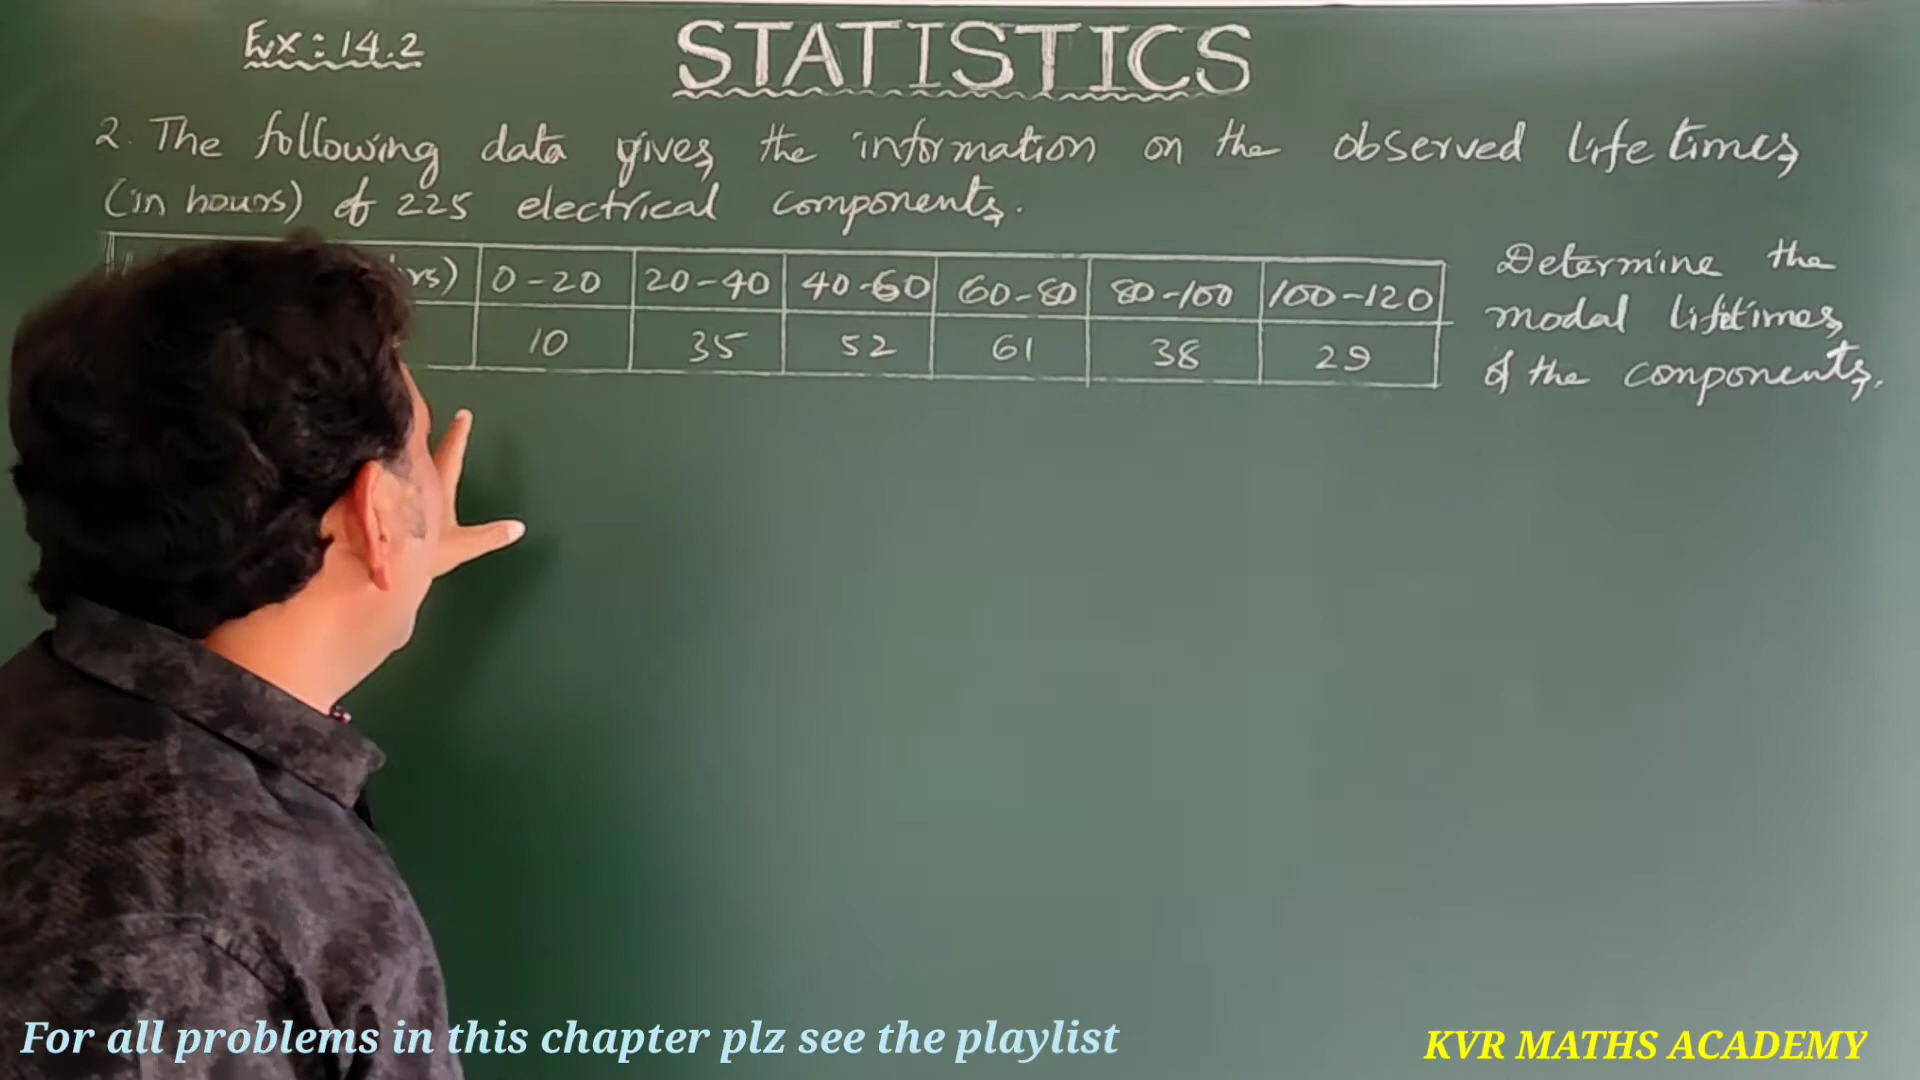 Ex: 14.2
STATISTICS
2. The following data gives the information on the observed life times
(in hours) of 225 electrical components.
rs) 0-20 20-40 40-60 60-80 80-100 100-120
10 35 52 61 38 29
Determine the
modal lifetimes
of the components.
For all problems in this chapter plz see the playlist
KVR MATHS ACADEMY